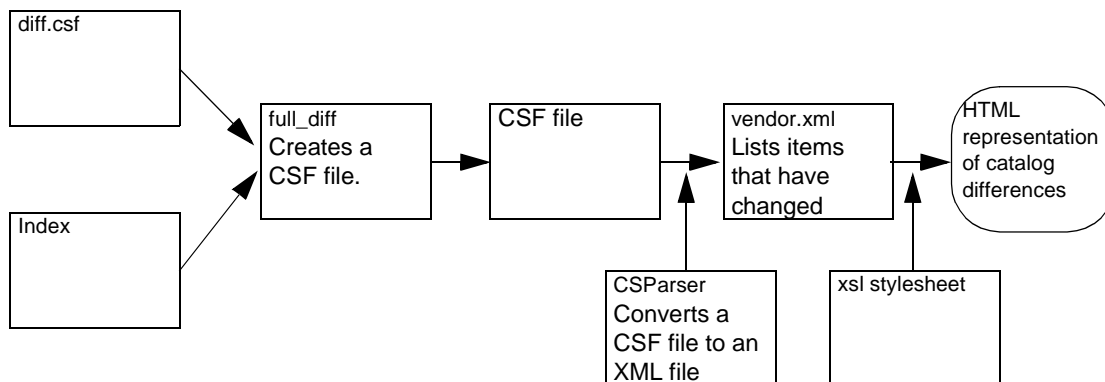 diff.csf
Index
full_diff
Creates a
CSF file.
CSF file
vendor.xml
Lists items
that have
changed
HTML
representation
of catalog
differences
CSParser
Converts a
CSF file to an
XML file
xsl stylesheet